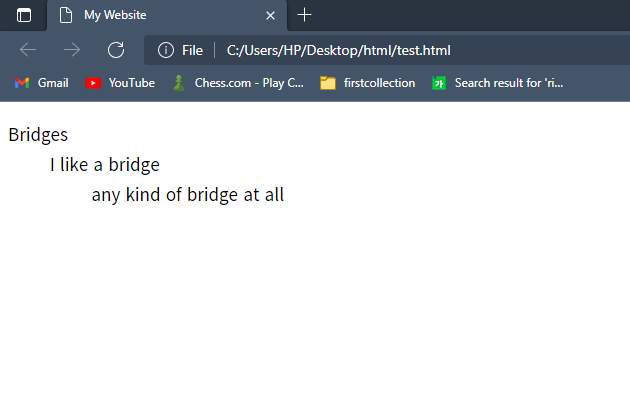 My Website
File C:/Users/HP/Desktop/html/test.html
Gmail YouTube Chess.com - Play C... firstcollection Search result for 'ri...
Bridges
I like a bridge
any kind of bridge at all